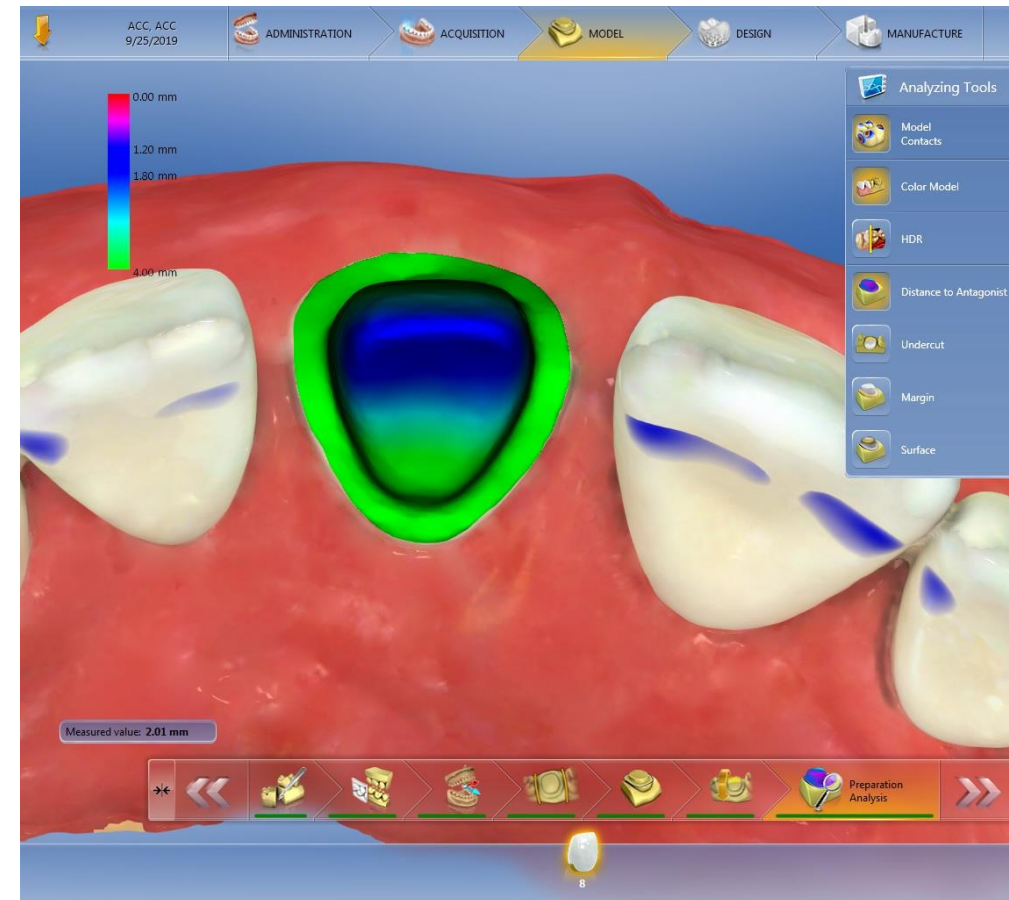 ACC, ACC
9/25/2019
ADMINISTRATION
ACQUISITION
MODEL
DESIGN
MANUFACTURE
0.00 mm
1.20 mm
1.80 mm
4.00 mm
Analyzing Tools
Model
Contacts
Color Model
HDR
Distance to Antagonist
Undercut
Margin
Surface
Measured value: 2.01 mm
Preparation
Analysis
8